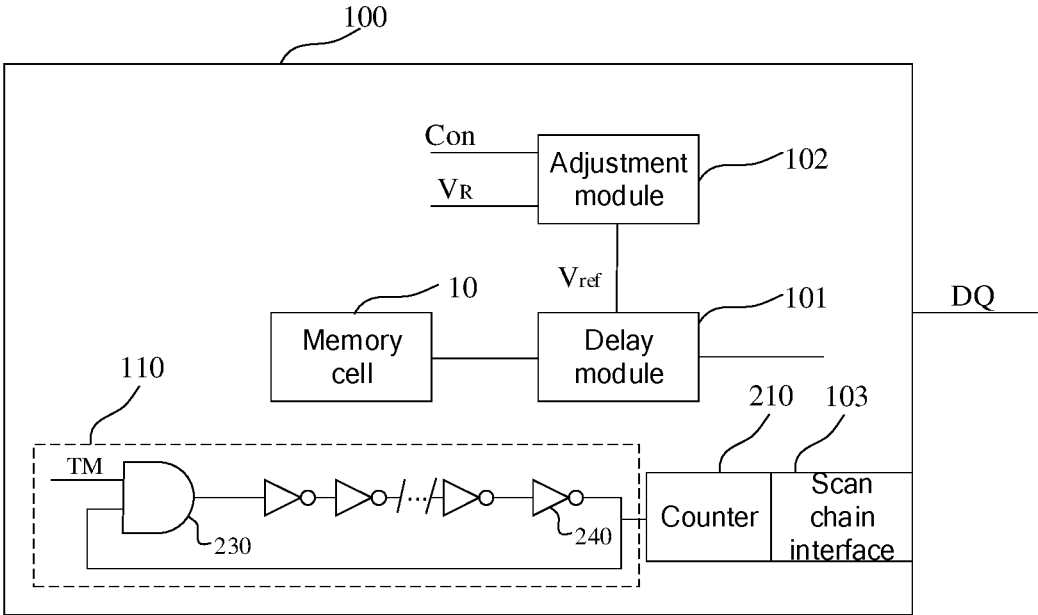 100
Con
Adjustment
module
102
VR
Vref
10
101
DQ
Memory
cell
Delay
module
110
210
103
TM
/.../
230
240
Counter
Scan
chain
interface